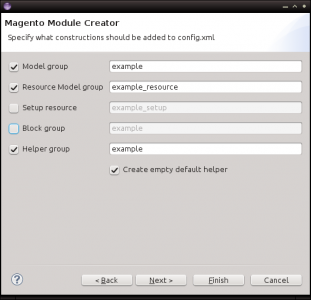 Magento Module Creator
Specify what constructions should be added to config.xml
Model group example
Resource Model group example_resource
Setup resource example_setup
Block group example
Helper group example
Create empty default helper
? < Back Next > Finish Cancel